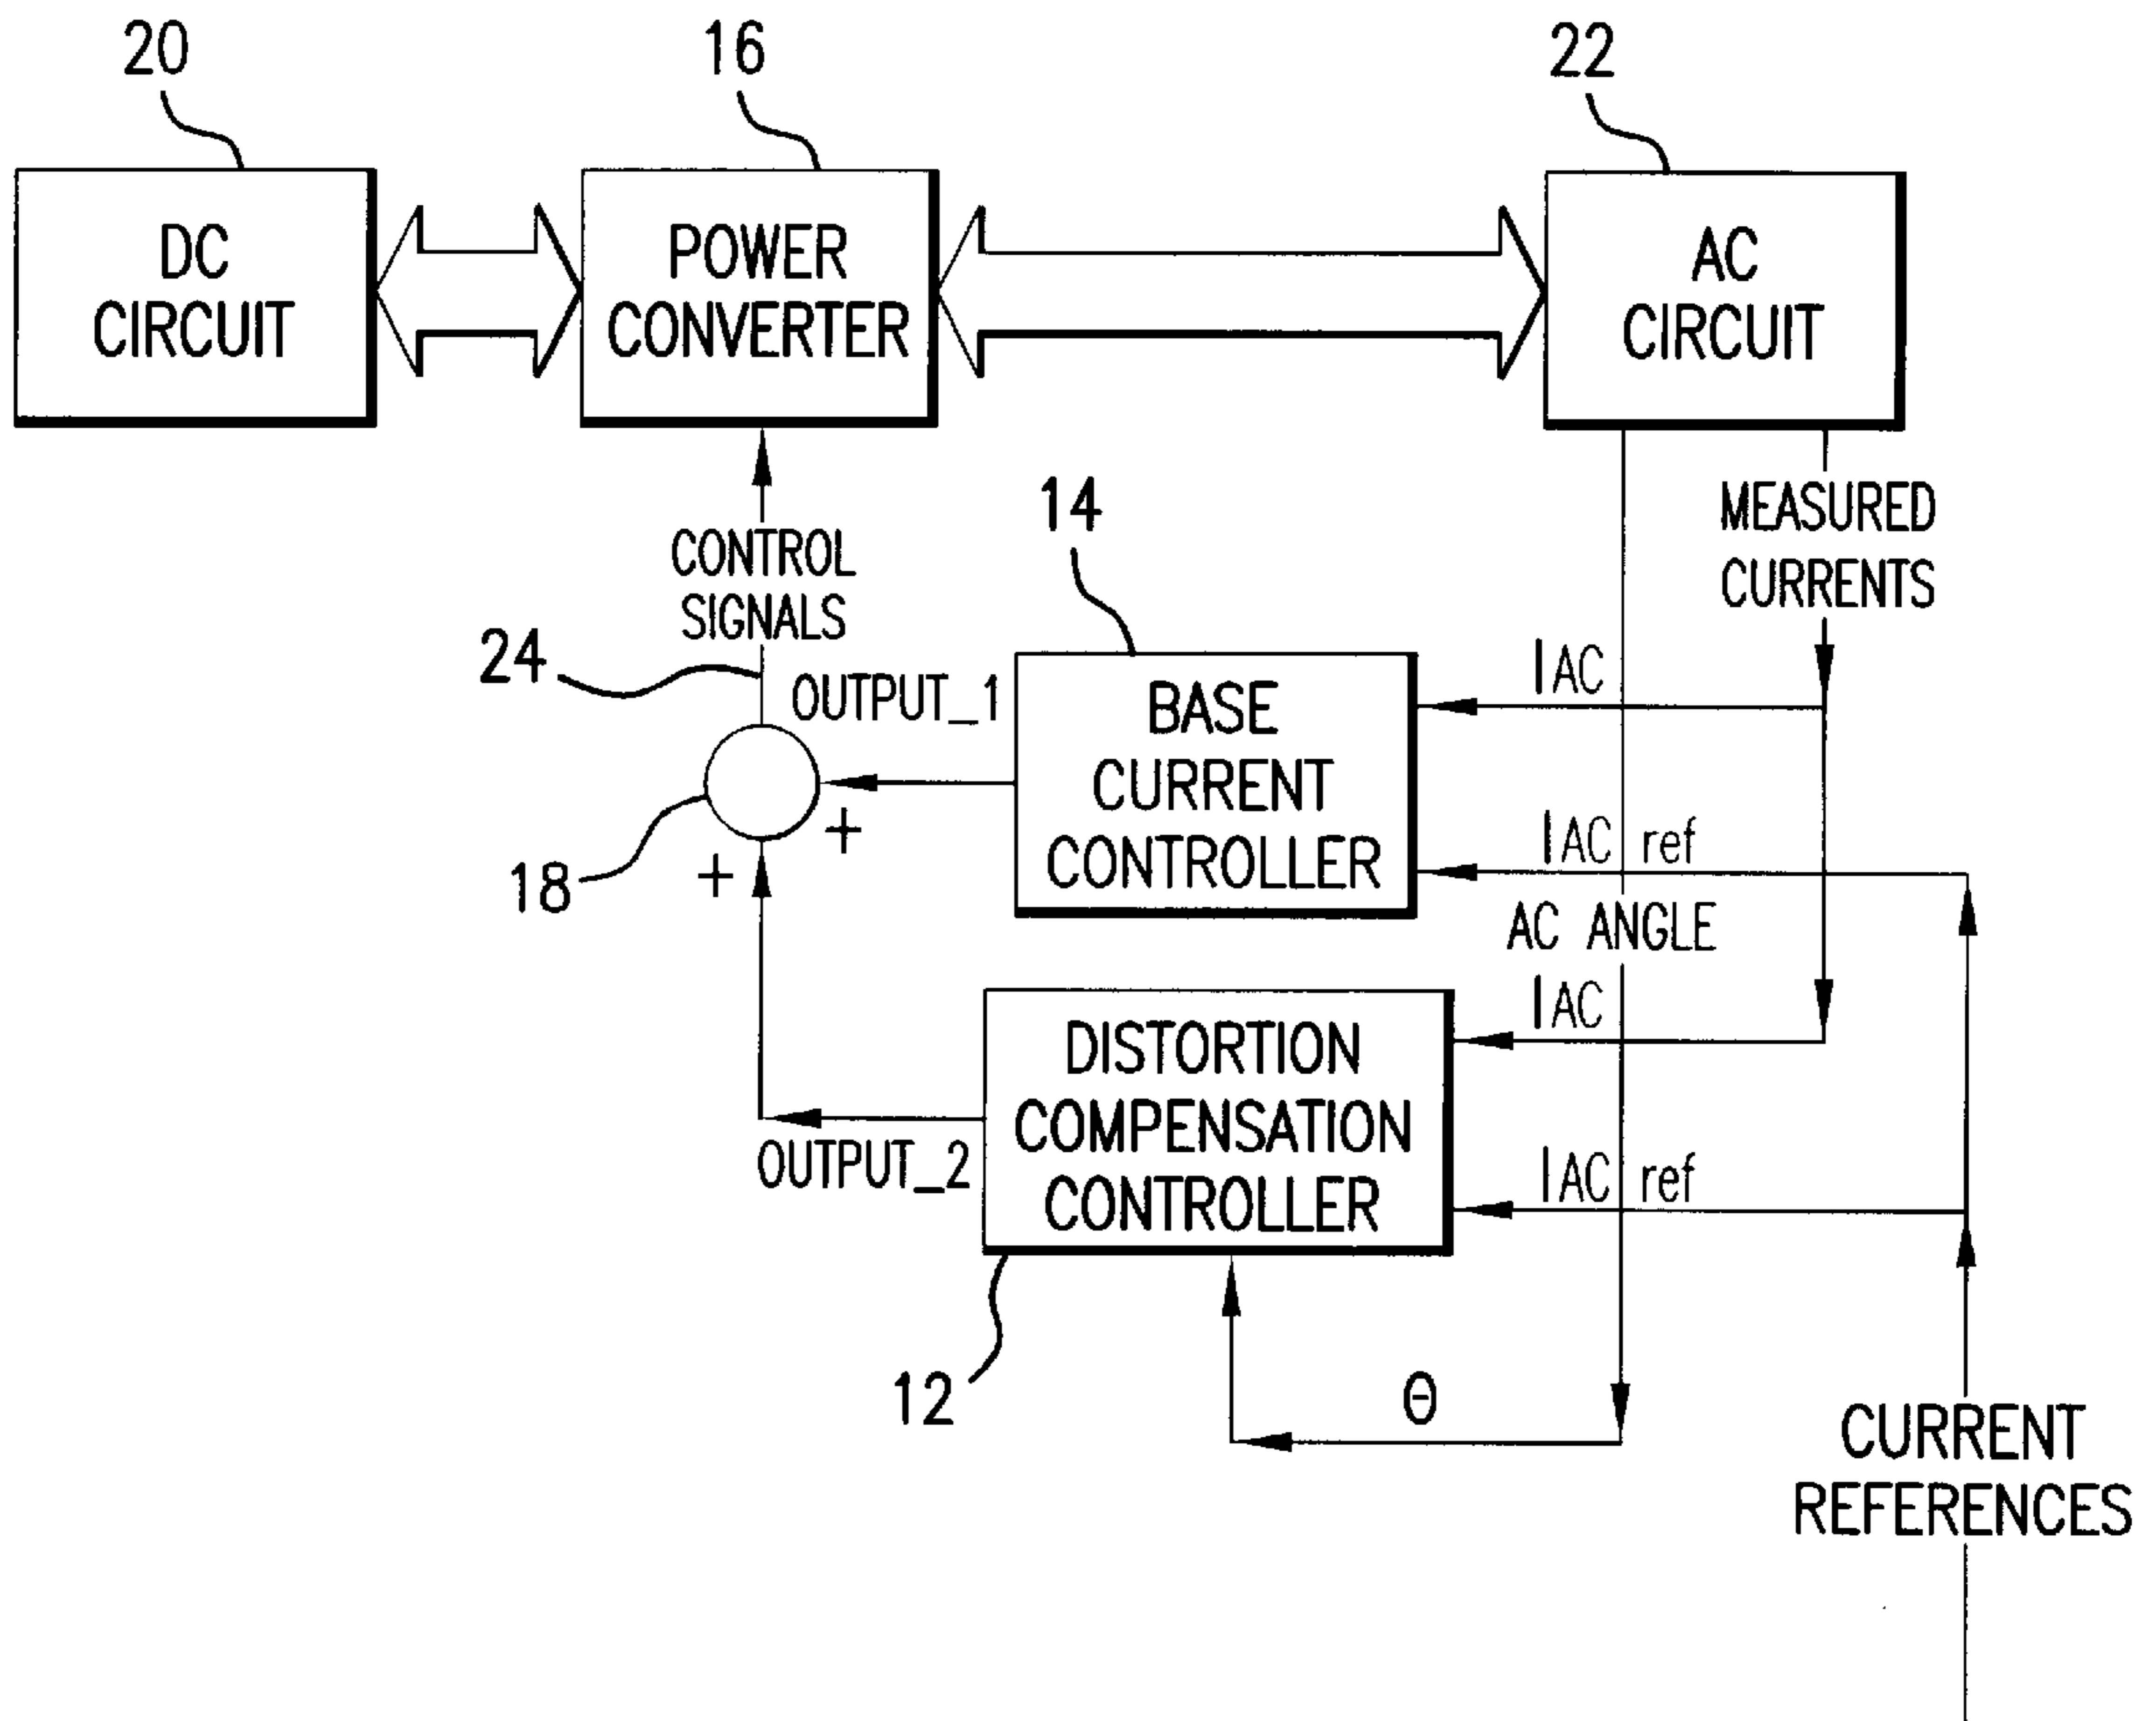 20
16
22
DC
CIRCUIT
POWER
CONVERTER
AC
CIRCUIT
CONTROL
SIGNALS
14
MEASURED
CURRENTS
24
OUTPUT_1
BASE
CURRENT
CONTROLLER
IAC
IAC ref
18
+
+
AC ANGLE
IAC
DISTORTION
COMPENSATION
CONTROLLER
OUTPUT_2
IAC ref
12
Θ
CURRENT
REFERENCES